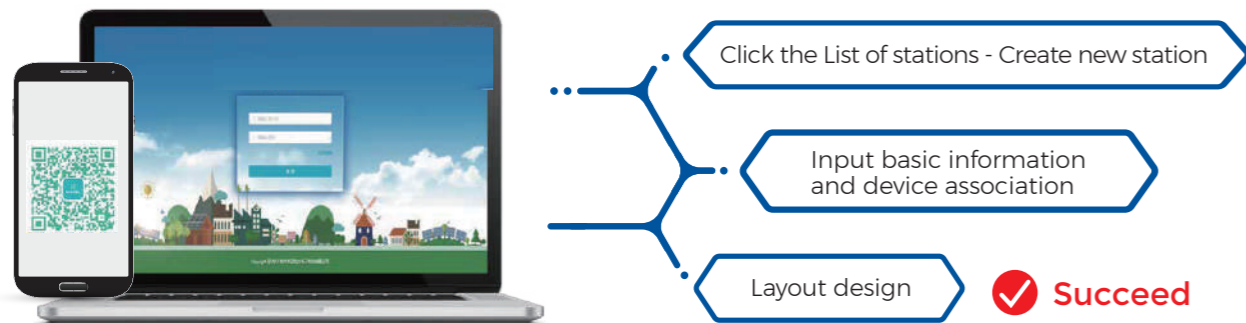 Click the List of stations - Create new station
Input basic information
and device association
Layout design
Succeed